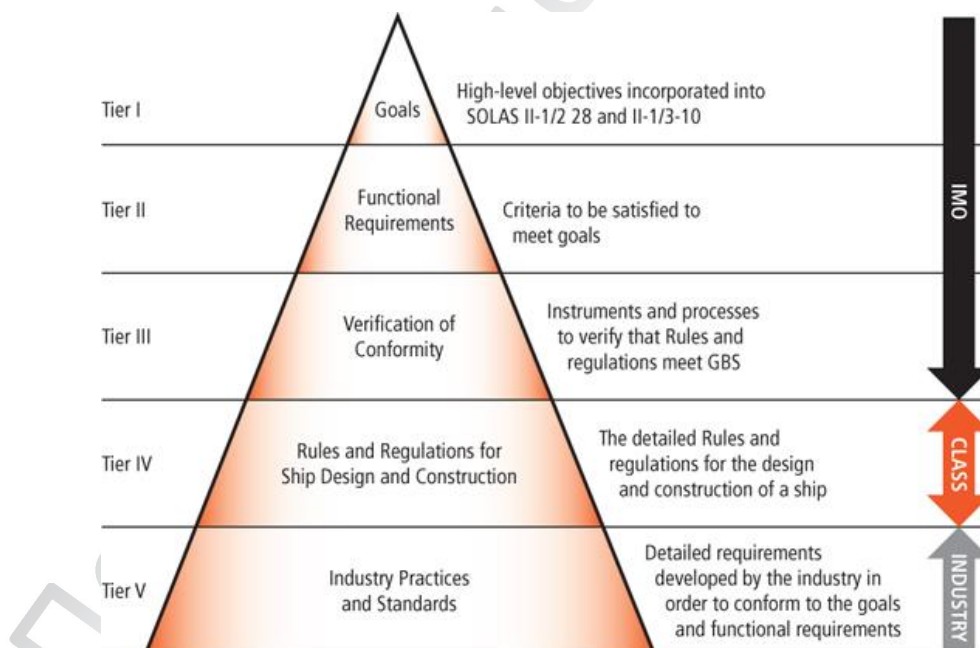 Tier I
Goals
High-level objectives incorporated into
SOLAS II-1/2 28 and II-1/3-10
Tier II
Functional
Requirements
Criteria to be satisfied to
meet goals
IMO
Tier III
Verification of
Conformity
Instruments and processes
to verify that Rules and
regulations meet GBS
Tier IV
Rules and Regulations for
Ship Design and Construction
The detailed Rules and
regulations for the design
and construction of a ship
CLASS
Tier V
Industry Practices
and Standards
Detailed requirements
developed by the industry in
order to conform to the goals
and functional requirements
INDUSTRY